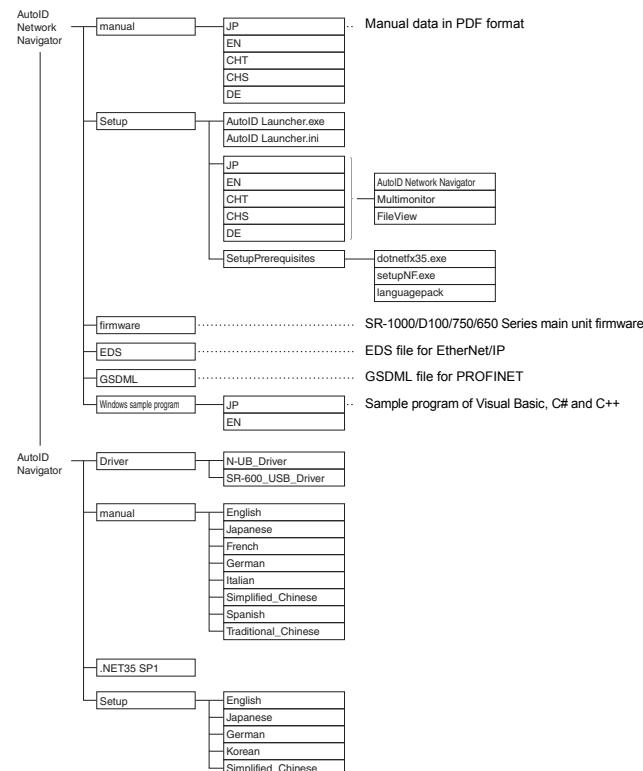 AutoID
Network
Navigator
manual
JP
Manual data in PDF format
EN
CHT
CHS
DE
Setup
AutoID Launcher.exe
AutoID Launcher.ini
JP
EN
CHT
CHS
DE
AutoID Network Navigator
Multimonitor
FileView
SetupPrerequisites
dotnetfx35.exe
setupNF.exe
languagepack
firmware
SR-1000/D100/750/650 Series main unit firmware
EDS
EDS file for EtherNet/IP
GSDML
GSDML file for PROFINET
Windows sample program
JP
Sample program of Visual Basic, C# and C++
EN
AutoID
Navigator
Driver
N-UB_Driver
SR-600_USB_Driver
manual
English
Japanese
French
German
Italian
Simplified_Chinese
Spanish
Traditional_Chinese
.NET35 SP1
Setup
English
Japanese
German
Korean
Simplified_Chinese